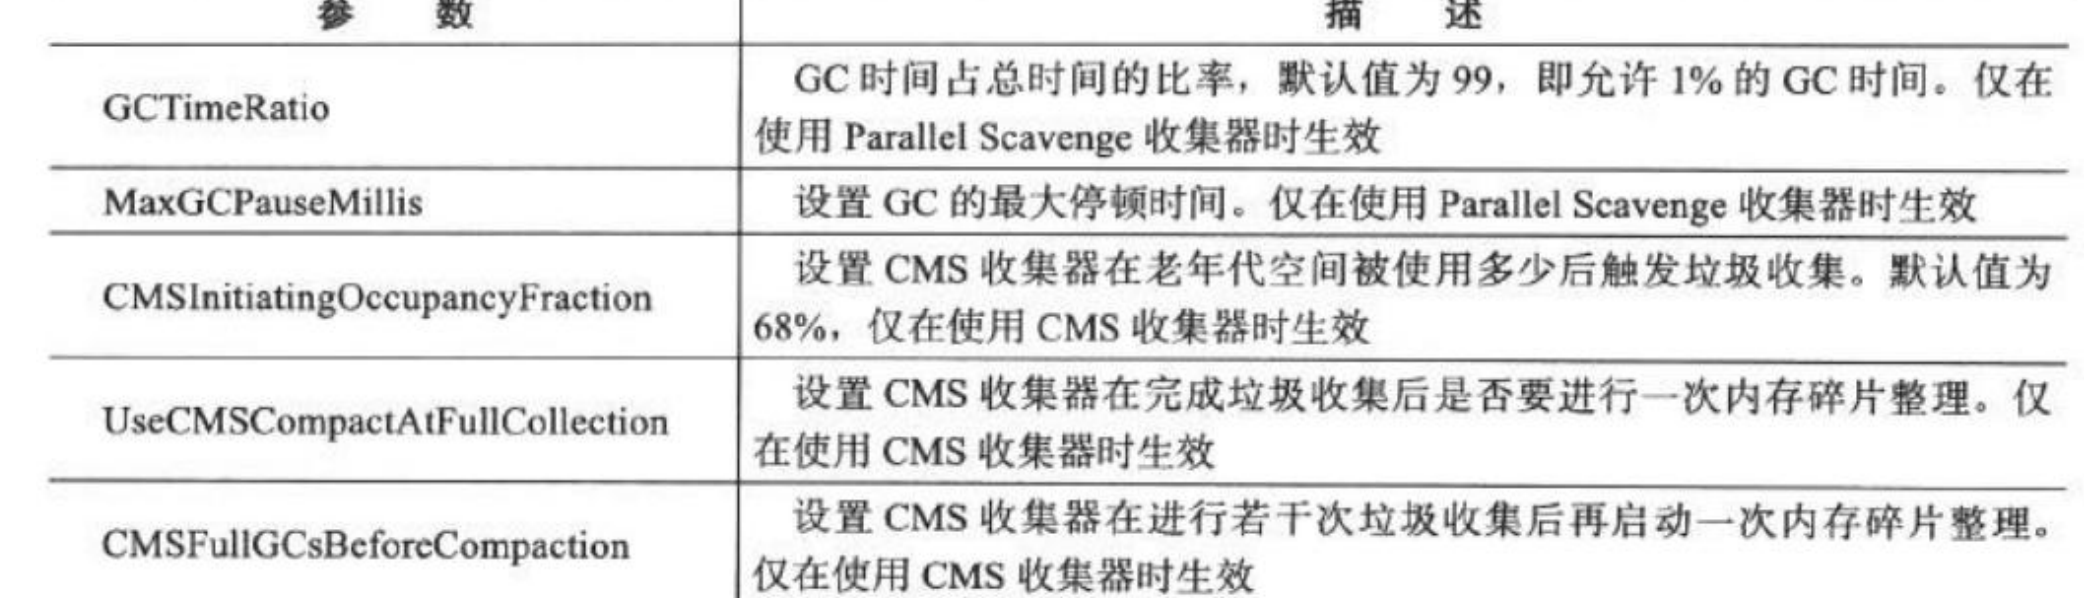 参 数 描 述
GCTimeRatio
GC 时间占总时间的比率，默认值为 99，即允许 1% 的 GC 时间。仅在
使用 Parallel Scavenge 收集器时生效
MaxGCPauseMillis
设置 GC 的最大停顿时间。仅在使用 Parallel Scavenge 收集器时生效
CMSInitiatingOccupancyFraction
设置 CMS 收集器在老年代空间被使用多少后触发垃圾收集。默认值为
68%，仅在使用 CMS 收集器时生效
UseCMSCompactAtFullCollection
设置 CMS 收集器在完成垃圾收集后是否要进行一次内存碎片整理。仅
在使用 CMS 收集器时生效
CMSFullGCsBeforeCompaction
设置 CMS 收集器在进行若干次垃圾收集后再启动一次内存碎片整理。
仅在使用 CMS 收集器时生效